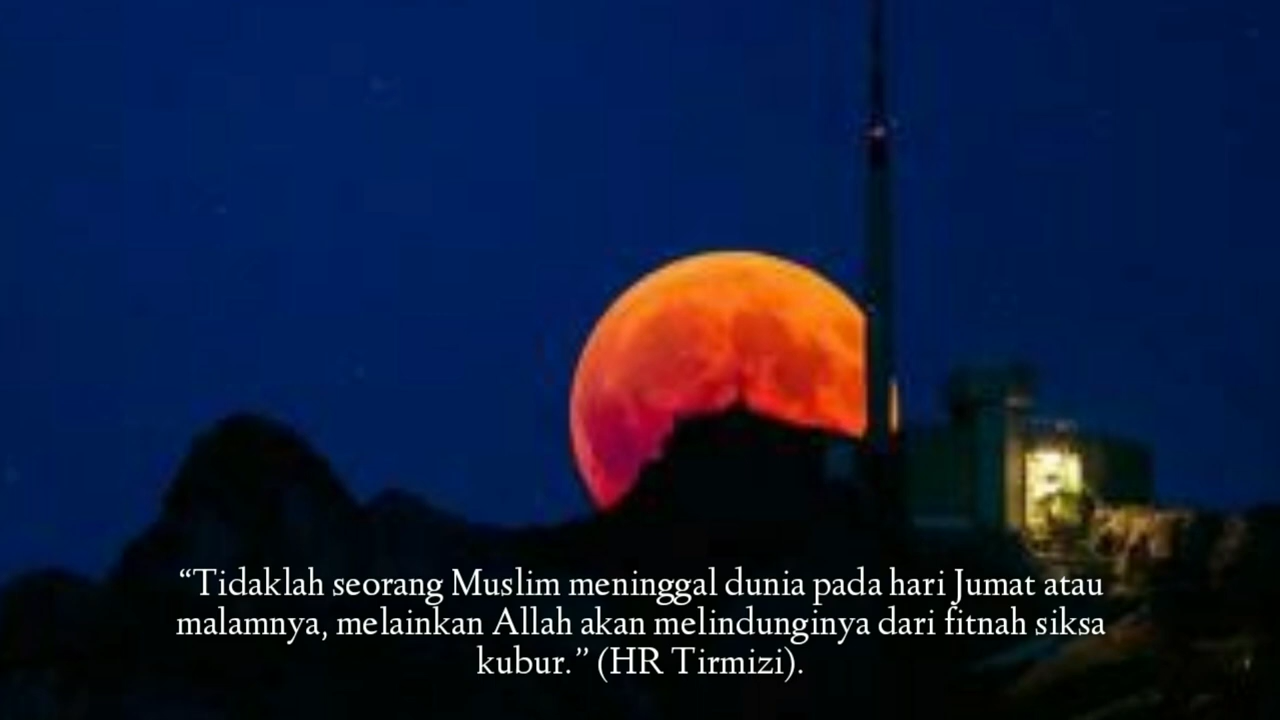 “Tidaklah seorang Muslim meninggal dunia pada hari Jumat atau
malamnya, melainkan Allah akan melindunginya dari fitnah siksa
kubur.” (HR Tirmizi).